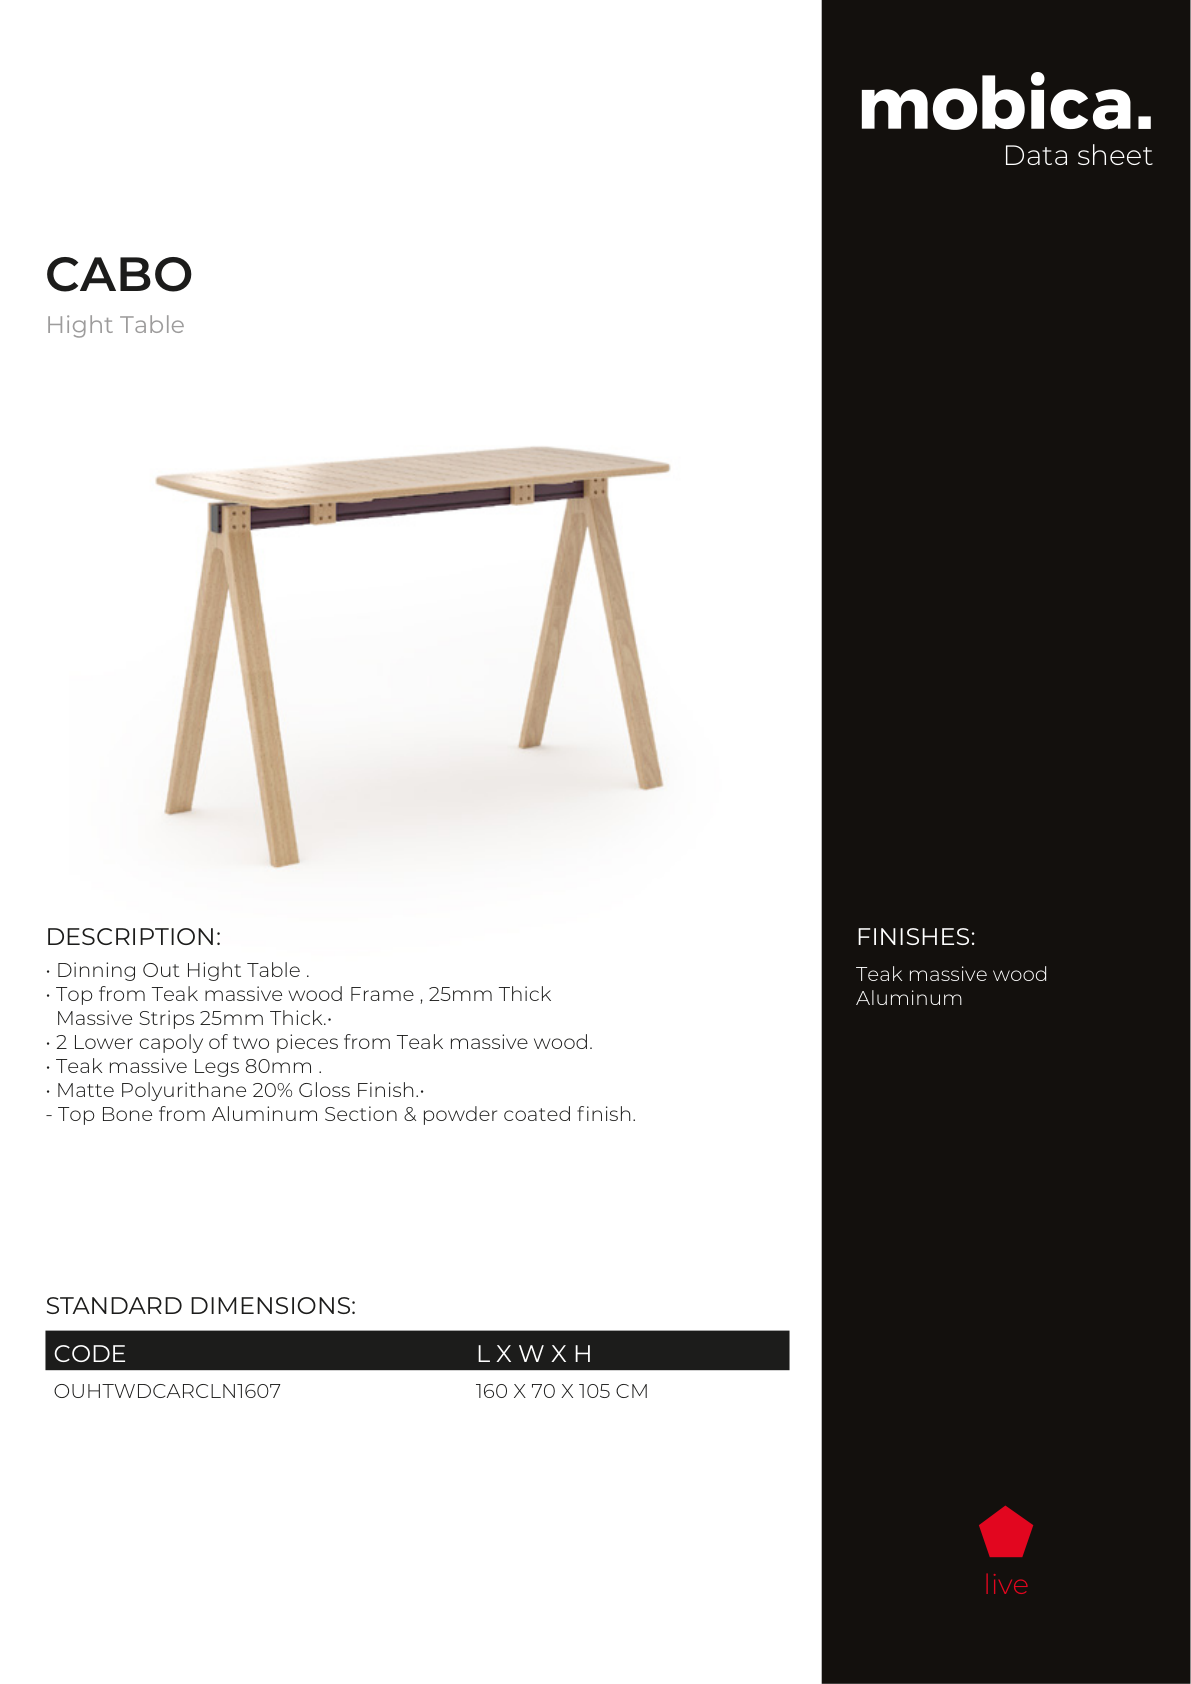 mobica.
Data sheet
CABO
Hight Table
DESCRIPTION:
• Dinning Out Hight Table .
• Top from Teak massive wood Frame , 25mm Thick
Massive Strips 25mm Thick.•
• 2 Lower capoly of two pieces from Teak massive wood.
• Teak massive Legs 80mm .
• Matte Polyurithane 20% Gloss Finish.•
- Top Bone from Aluminum Section & powder coated finish.
FINISHES:
Teak massive wood
Aluminum
STANDARD DIMENSIONS:
CODE L X W X H
OUHTWDCARCLN1607 160 X 70 X 105 CM
live